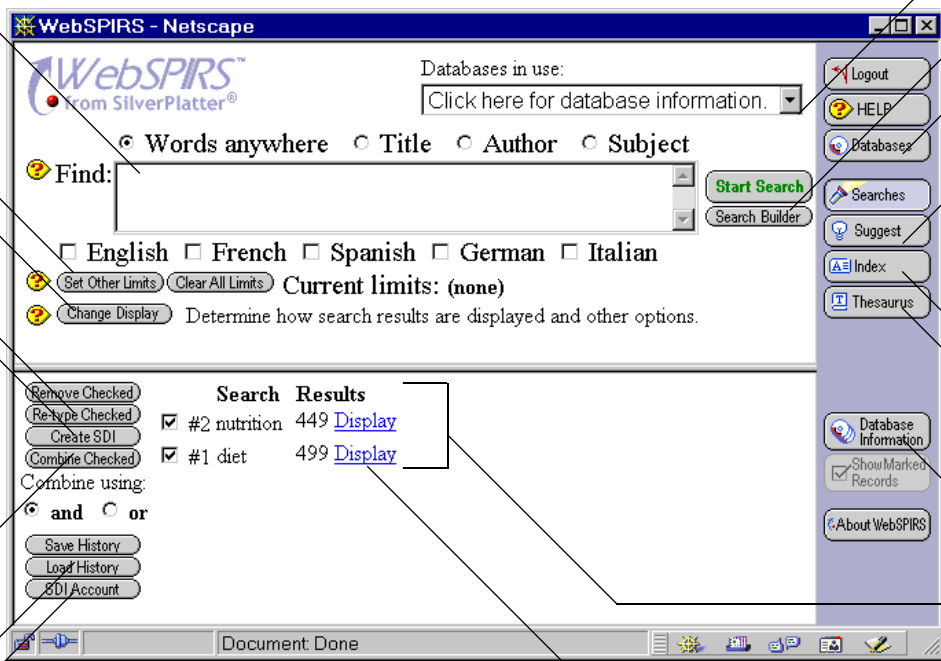 WebSPIRS - Netscape
WebSPIRS™
from SilverPlatter®
Databases in use:
Click here for database information.
Words anywhere Title Author Subject
Find:
Start Search
Search Builder
English French Spanish German Italian
Set Other Limits Clear All Limits Current limits: (none)
Change Display Determine how search results are displayed and other options.
Logout
HELP
Databases
Searches
Suggest
Index
Thesaurus
Remove Checked
Re-type Checked
Create SDI
Combine Checked
Combine using:
and or
Save History
Load History
SDI Account
Search Results
#2 nutrition 449 Display
#1 diet 499 Display
Database
Information
Show Marked
Records
About WebSPIRS
Document: Done